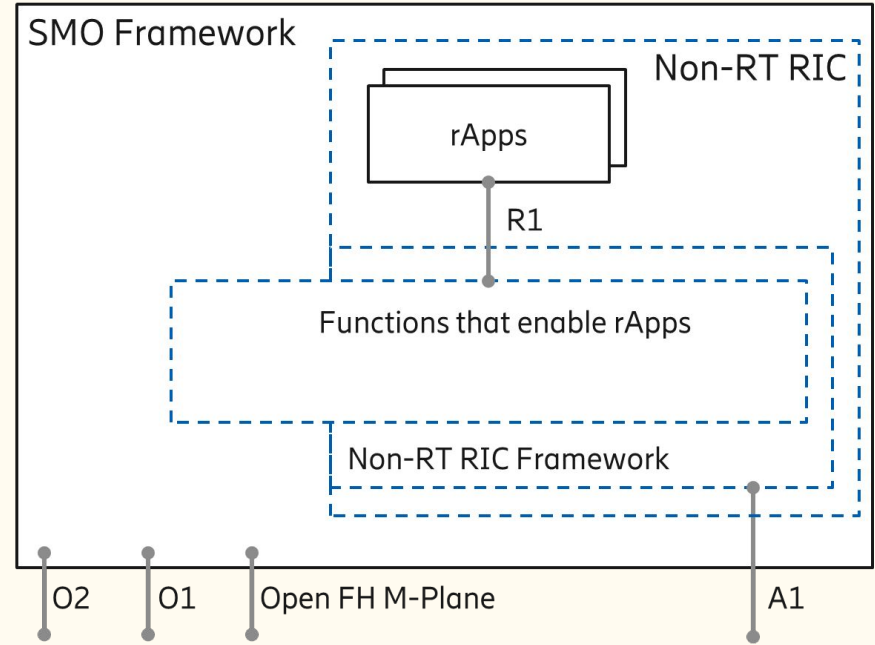 SMO Framework
Non-RT RIC
rApps
R1
Functions that enable rApps
Non-RT RIC Framework
O2
O1
Open FH M-Plane
A1